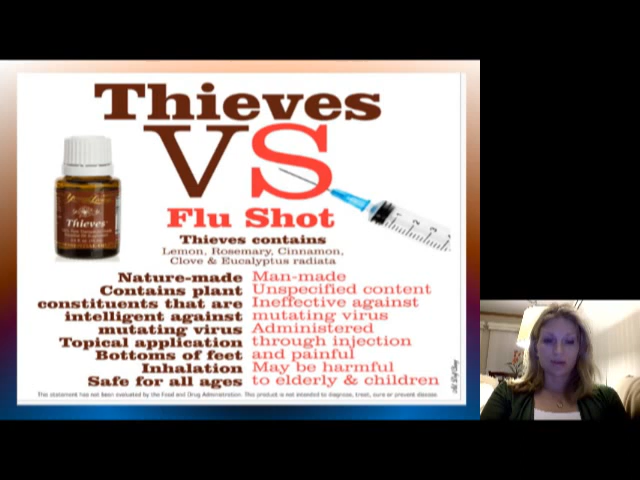 Thieves
VS
Flu Shot
Thieves contains
Lemon, Rosemary, Cinnamon,
Clove & Eucalyptus radiata
Nature-made
Contains plant
constituents that are
intelligent against
mutating virus
Topical application
Bottoms of feet
Inhalation
Safe for all ages
Man-made
Unspecified content
Ineffective against
mutating virus
Administered
through injection
and painful
May be harmful
to elderly & children
This statement has not been evaluated by the Food and Drug Administration. This product is not intended to diagnose, treat, cure or prevent disease.
Thieves
1
2
3